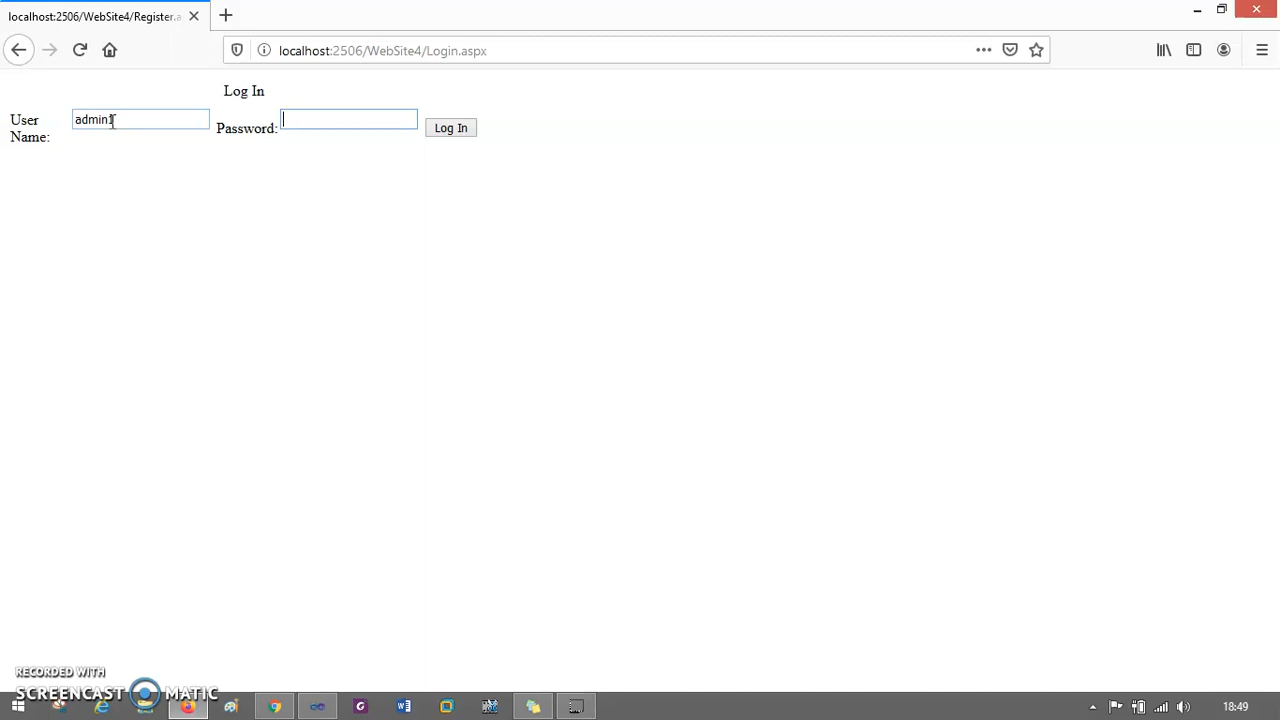 localhost:2506/WebSite4/Register.a
localhost:2506/WebSite4/Login.aspx
Log In
User Name:
admin1
Password:
Log In
RECORDED WITH
SCREENCAST MATIC
18:49